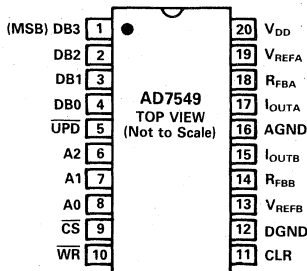 (MSB) DB3 1 20 VDD
DB2 2 19 VREFA
DB1 3 18 RFBA
DB0 4 AD7549 17 IOUTA
UPD 5 TOP VIEW 16 AGND
A2 6 (Not to Scale) 15 IOUTB
A1 7 14 RFBB
A0 8 13 VREFB
CS 9 12 DGND
WR 10 11 CLR